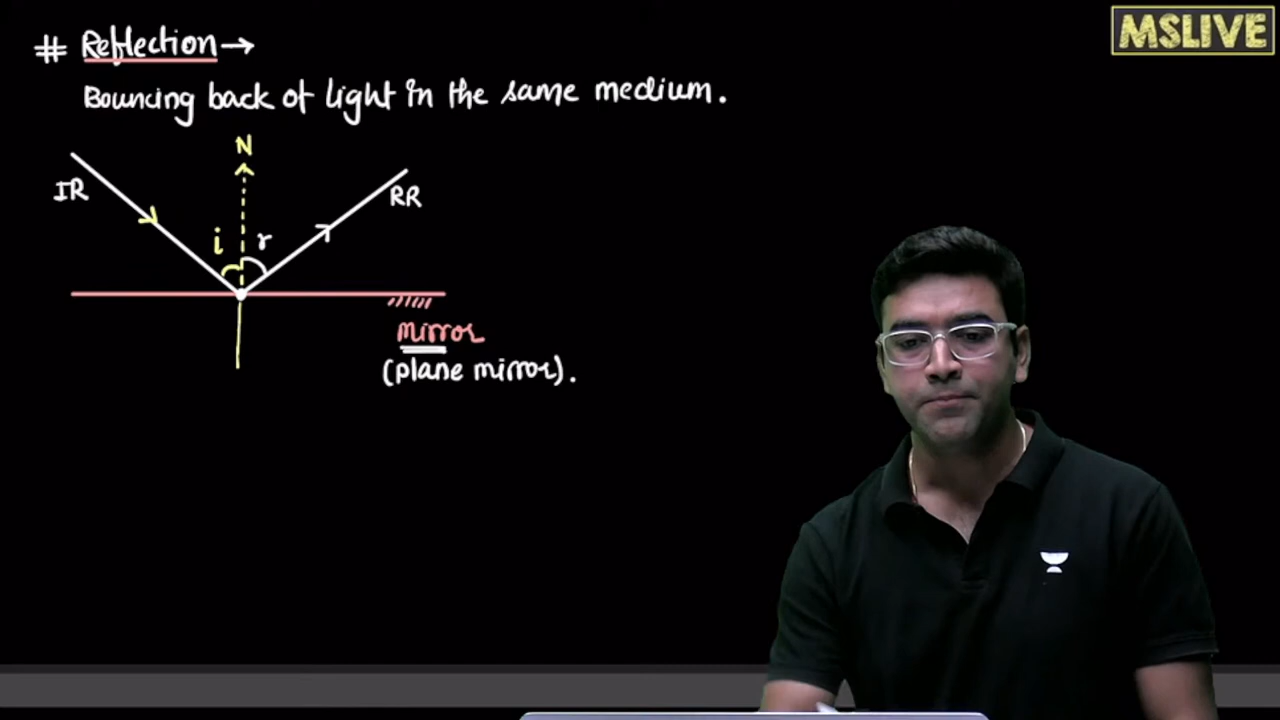 MSLIVE
# Reflection →
Bouncing back of light in the same medium.
N
IR
RR
i
r
mirror
(plane mirror).